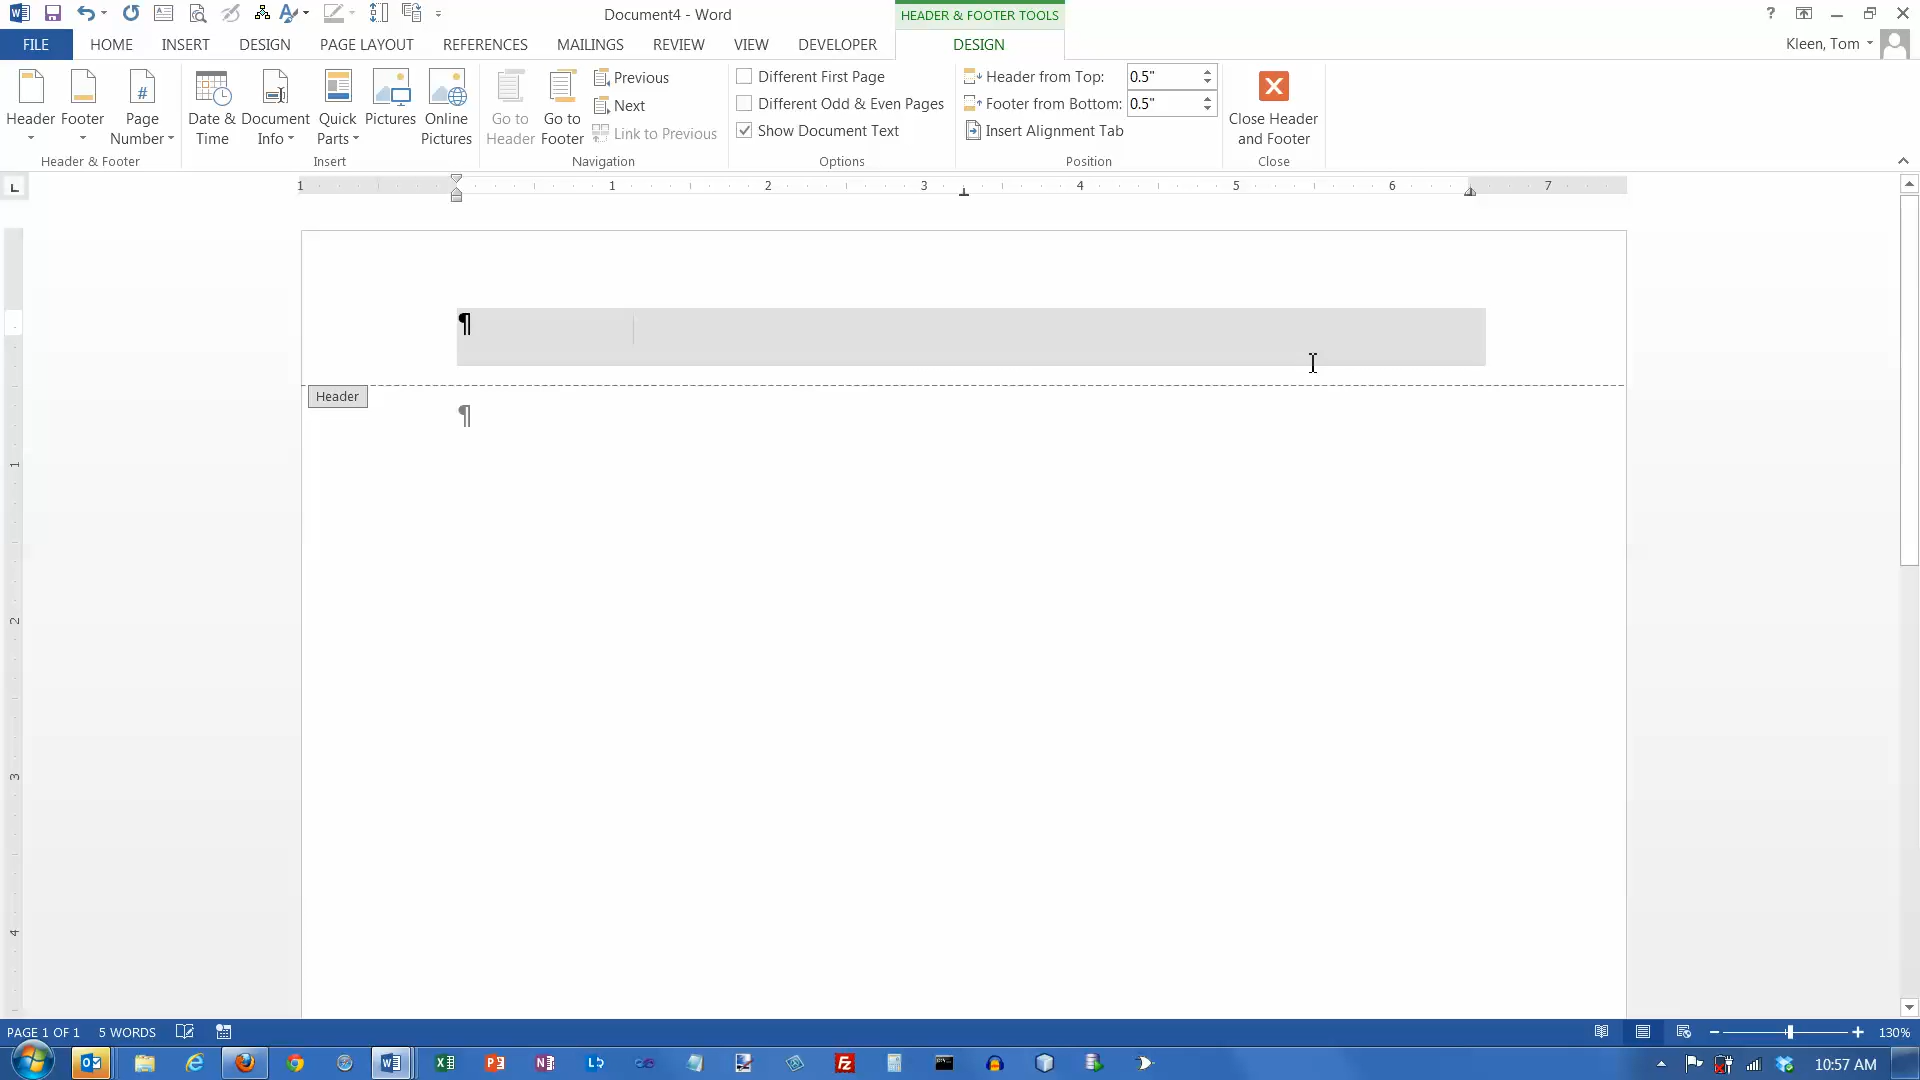 Document4 - Word
HEADER & FOOTER TOOLS
?
FILE HOME INSERT DESIGN PAGE LAYOUT REFERENCES MAILINGS REVIEW VIEW DEVELOPER DESIGN
Kleen, Tom
Header
Footer
Page Number
Header & Footer
Date & Time
Document Info
Quick Parts
Pictures
Online Pictures
Insert
Go to Header
Go to Footer
Previous
Next
Link to Previous
Navigation
Different First Page
Different Odd & Even Pages
Show Document Text
Options
Header from Top: 0.5"
Footer from Bottom: 0.5"
Insert Alignment Tab
Position
Close Header and Footer
Close
L
1 1 2 3 4 5 6 7
¶
Header
¶
1
2
3
4
PAGE 1 OF 1 5 WORDS
130%
10:57 AM